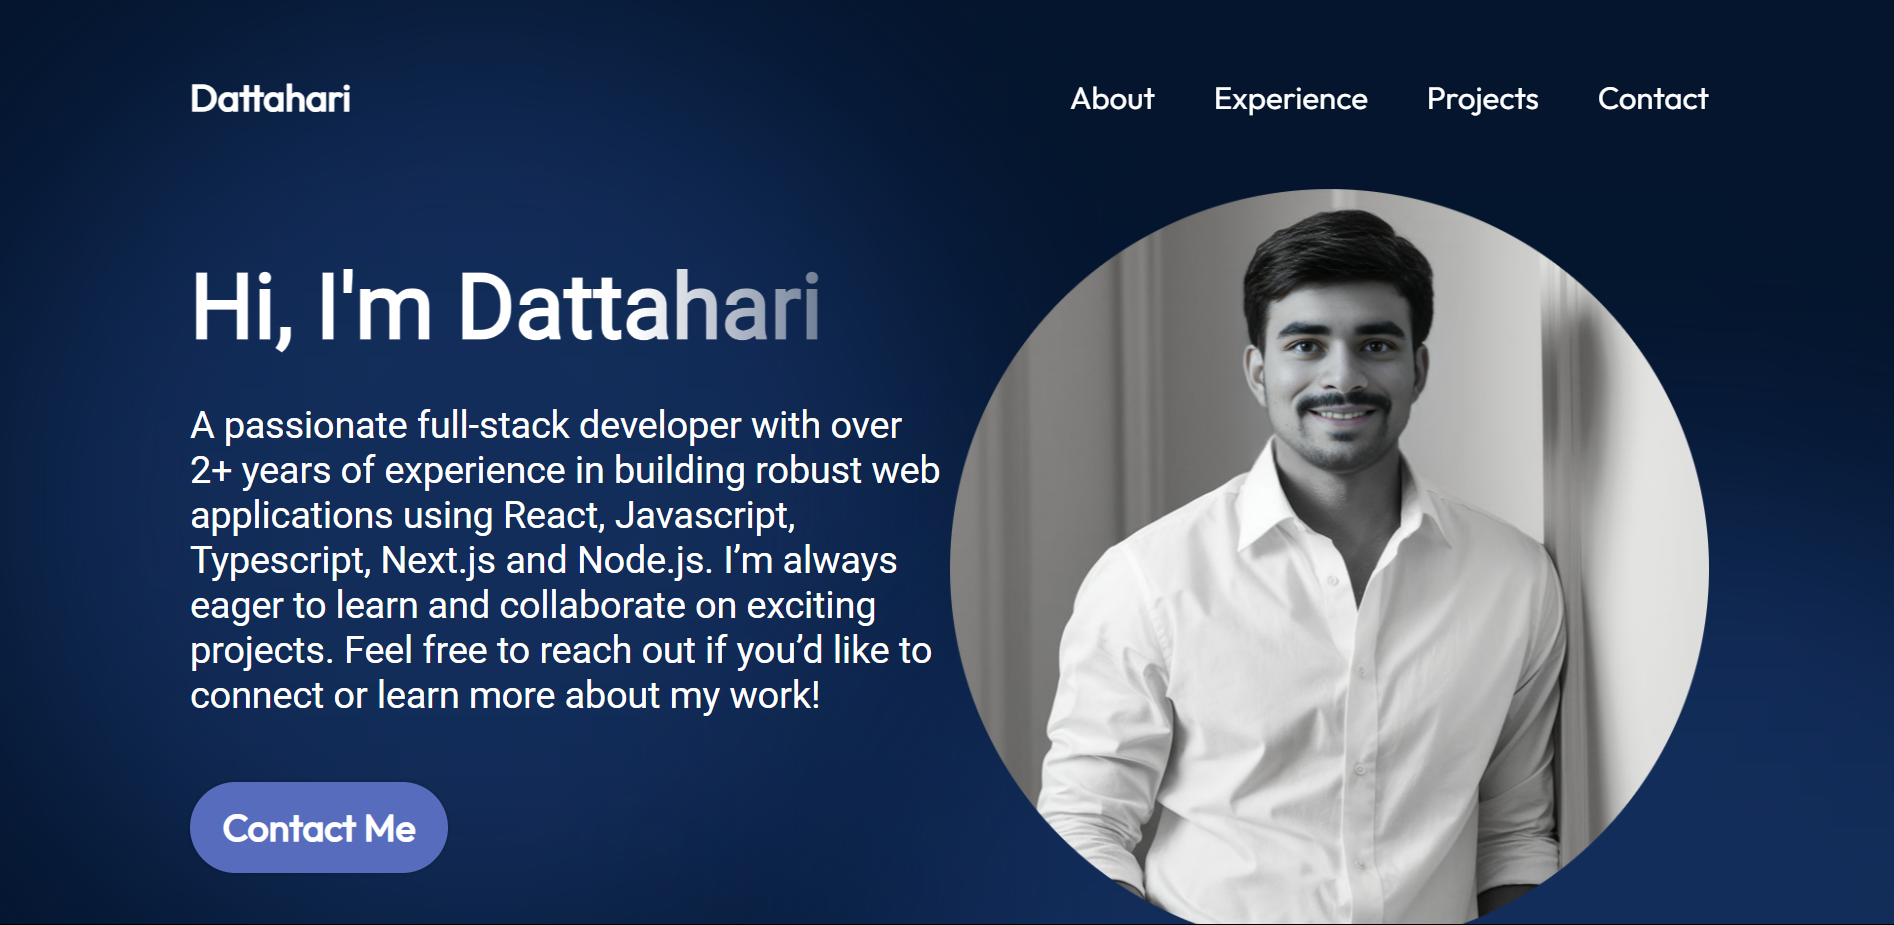 Dattahari
About Experience Projects Contact
Hi, I'm Dattahari
A passionate full-stack developer with over
2+ years of experience in building robust web
applications using React, Javascript,
Typescript, Next.js and Node.js. I’m always
eager to learn and collaborate on exciting
projects. Feel free to reach out if you’d like to
connect or learn more about my work!
Contact Me